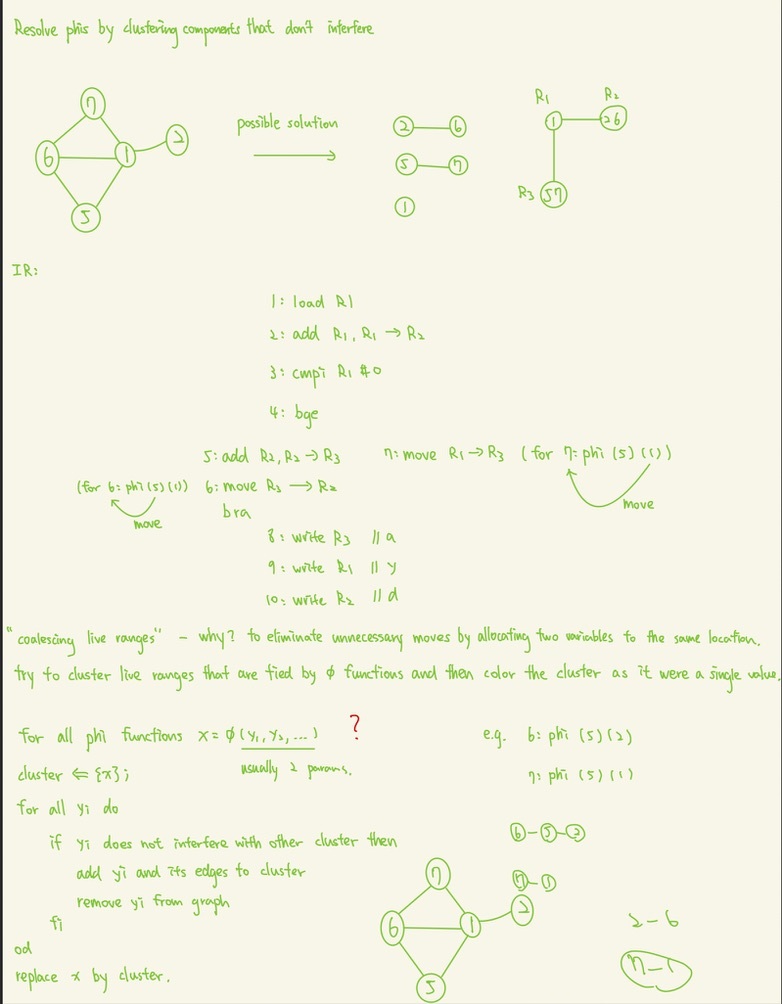 Resolve phis by clustering components that don't interfere
7
6
1
2
5
possible solution
2 6
5 7
1
R1 R2
1 26
R3 57
IR:
1: load R1
2: add R1, R1 → R2
3: cmpi R1 #0
4: bge
5: add R2, R2 → R3
7: move R1 → R3 (for 7: phi (5) (1))
move
(for 6: phi (5) (1)) 6: move R3 → R2
move
bra
8: write R3 // a
9: write R1 // y
10: write R2 // d
"coalescing live ranges" - why? to eliminate unnecessary moves by allocating two variables to the same location.
try to cluster live ranges that are tied by ϕ functions and then color the cluster as it were a single value.
for all phi functions x = ϕ (y1, y2, ...) ?
usually 2 params.
cluster ⇐ {x};
for all yi do
if yi does not interfere with other cluster then
add yi and its edges to cluster
remove yi from graph
fi
od
replace x by cluster.
e.g. 6: phi (5) (2)
7: phi (5) (1)
6-5-2
7-1
7
6
1
2
5
2-6
7-1